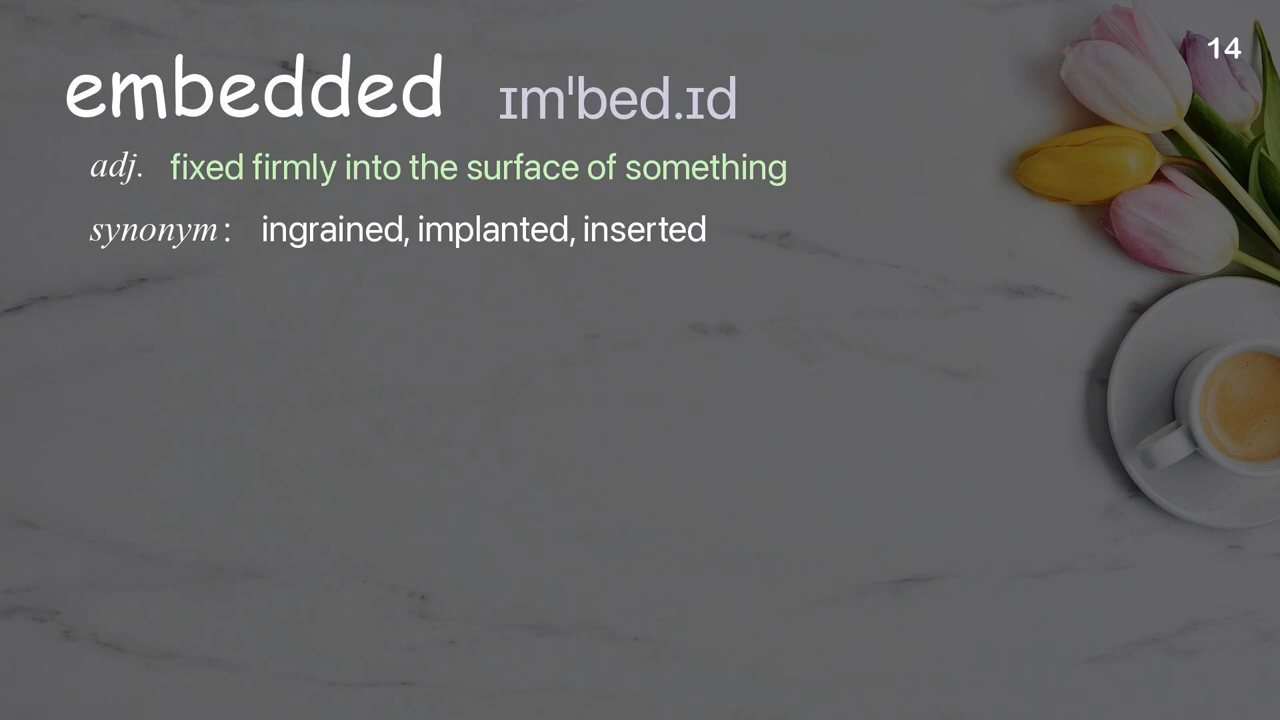 14
embedded ɪmˈbed.ɪd
adj. fixed firmly into the surface of something
synonym: ingrained, implanted, inserted